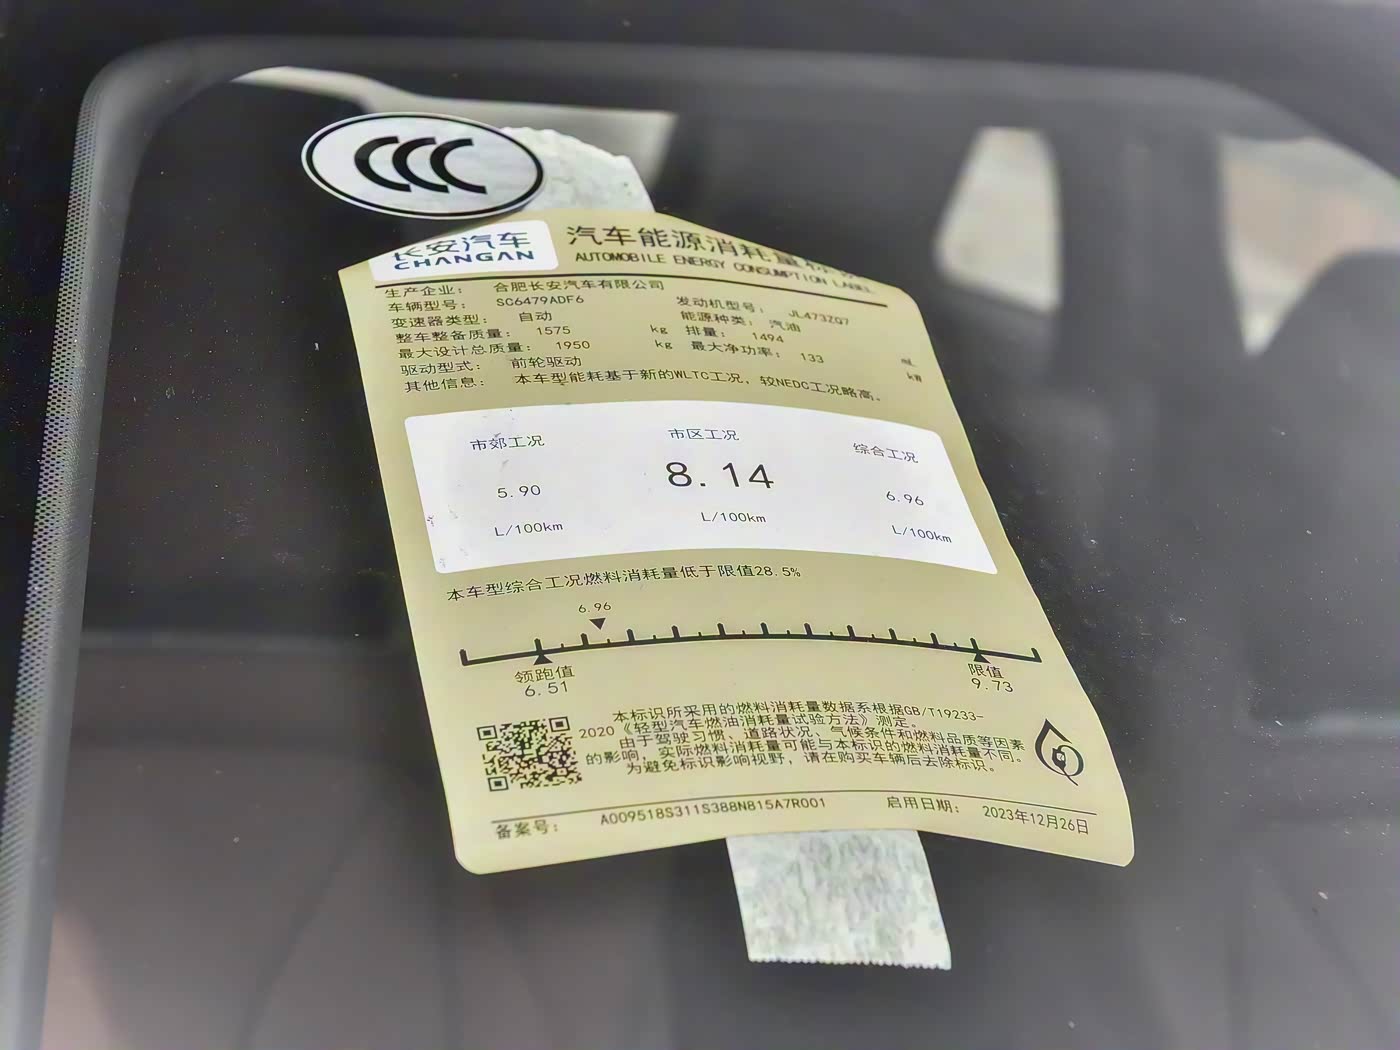 CCC
长安汽车
CHANGAN
汽车能源消耗量标
AUTOMOBILE ENERGY CONSUMPTION LABEL
生产企业： 合肥长安汽车有限公司
车辆型号： SC6479ADF6 发动机型号： JL473ZQ7
变速器类型： 自动 能源种类： 汽油
整车整备质量： 1575 kg 排量： 1494 mL
最大设计总质量： 1950 kg 最大净功率： 133 kW
驱动型式： 前轮驱动
其他信息： 本车型能耗基于新的WLTC工况，较NEDC工况略高。
市郊工况 市区工况 综合工况
5.90 8.14 6.96
L/100km L/100km L/100km
本车型综合工况燃料消耗量低于限值28.5%
6.96
领跑值 限值
6.51 9.73
本标识所采用的燃料消耗量数据系根据GB/T19233-
2020《轻型汽车燃油消耗量试验方法》测定。
由于驾驶习惯、道路状况、气候条件和燃料品质等因素
的影响，实际燃料消耗量可能与本标识的燃料消耗量不同。
为避免标识影响视野，请在购买车辆后去除标识。
备案号： A009518S311S388N815A7R001 启用日期： 2023年12月26日